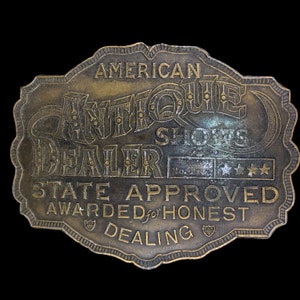 AMERICAN
ANTIQUE
SHOWS
DEALER
STATE APPROVED
AWARDED for HONEST
DEALING